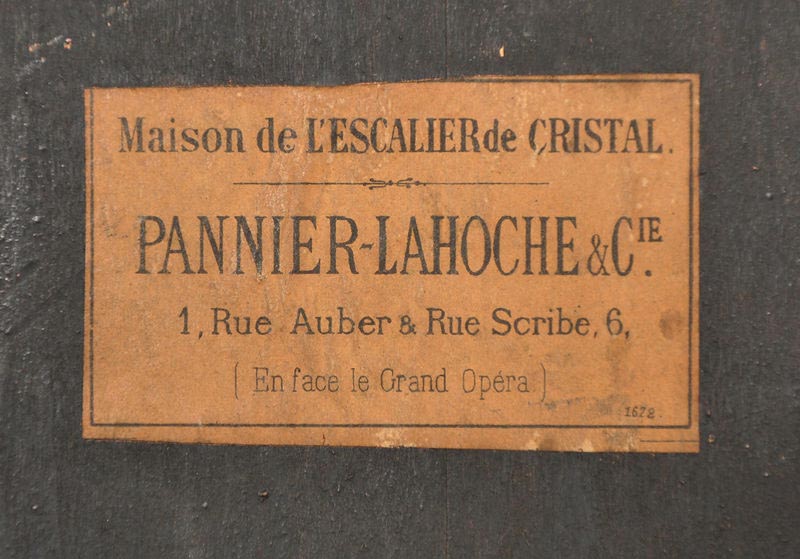 Maison de L'ESCALIER de CRISTAL.
PANNIER-LAHOCHE & CIE.
1, Rue Auber & Rue Scribe, 6,
(En face le Grand Opéra)
1678.